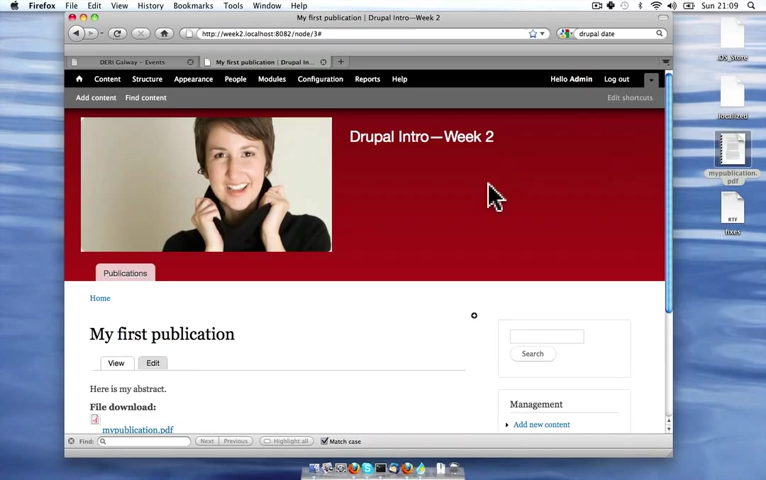 Firefox File Edit View History Bookmarks Tools Window Help Sun 21:09
My first publication | Drupal Intro—Week 2
http://week2.localhost:8082/node/3# drupal date
DERI Galway – Events My first publication | Drupal In...
Content Structure Appearance People Modules Configuration Reports Help Hello Admin Log out
Add content Find content Edit shortcuts
Drupal Intro—Week 2
Publications
Home
My first publication
View Edit
Search
Here is my abstract.
File download:
mypublication.pdf
Management
Add new content
Find: Next Previous Highlight all Match case
.DS_Store
.localized
mypublication.
pdf
RTF
fixes